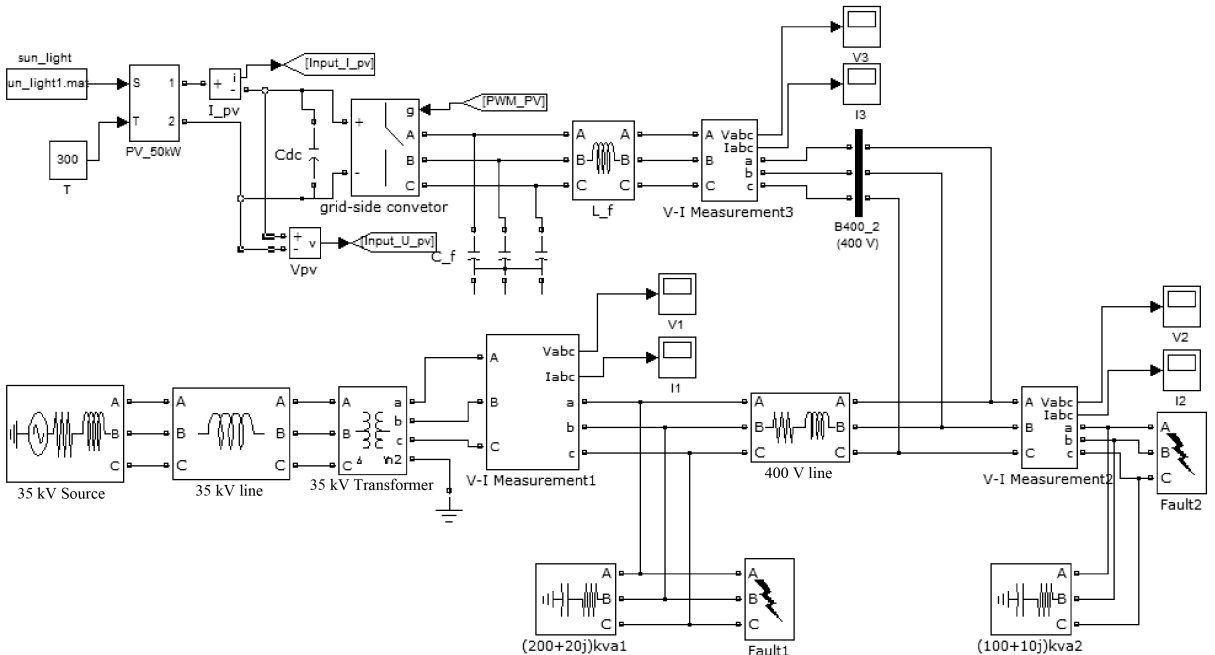 sun_light
un_light1.mat
300
T
S
T
1
2
PV_50kW
+
-
i
I_pv
[Input_I_pv]
Cdc
+
-
g
A
B
C
grid-side convetor
[PWM_PV]
+
-
v
Vpv
[Input_U_pv]
C_f
A
B
C
A
B
C
L_f
A
B
C
Vabc
Iabc
a
b
c
V-I Measurement3
V3
I3
B400_2
(400 V)
A
B
C
35 kV Source
A
B
C
A
B
C
35 kV line
A
B
C
a
b
c
n2
35 kV Transformer
A
B
C
Vabc
Iabc
a
b
c
V-I Measurement1
V1
I1
A
B
C
A
B
C
400 V line
A
B
C
Vabc
Iabc
a
b
c
V-I Measurement2
V2
I2
A
B
C
Fault2
A
B
C
(200+20j)kva1
A
B
C
Fault1
A
B
C
(100+10j)kva2